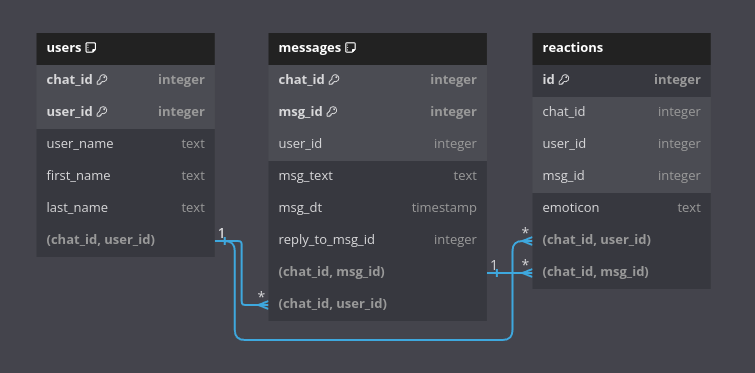 users
chat_id integer
user_id integer
user_name text
first_name text
last_name text
(chat_id, user_id)
1
messages
chat_id integer
msg_id integer
user_id integer
msg_text text
msg_dt timestamp
reply_to_msg_id integer
(chat_id, msg_id)
1
*
(chat_id, user_id)
reactions
id integer
chat_id integer
user_id integer
msg_id integer
emoticon text
*
(chat_id, user_id)
*
(chat_id, msg_id)